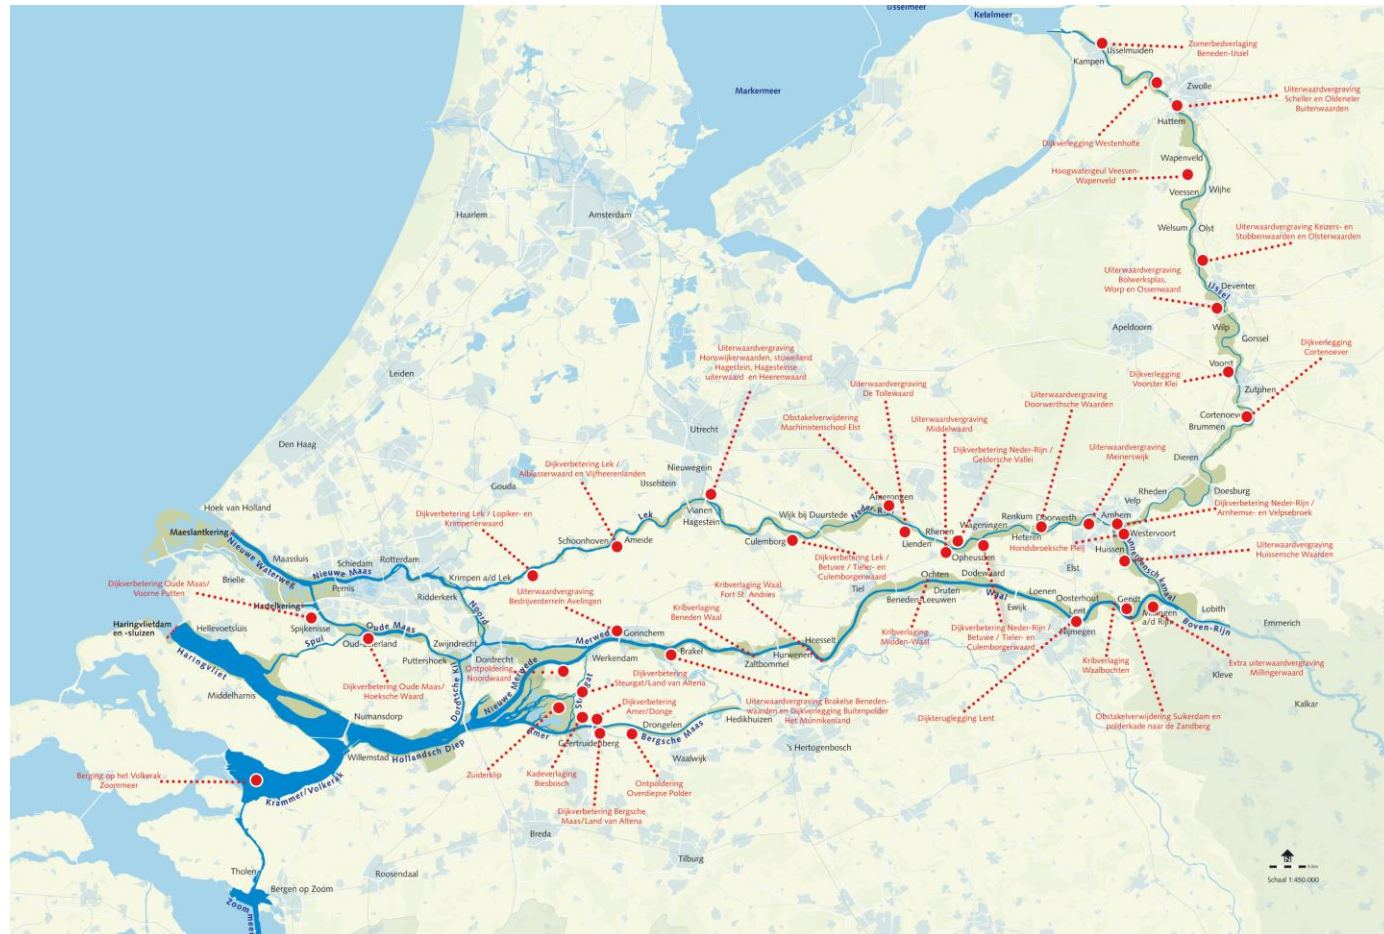 IJsselmeer
Ketelmeer
Zomerbedverlaging
Beneden-IJssel
IJsselmuiden
Kampen
Zwolle
Uiterwaardvergraving
Scheller en Oldeneler
Buitenwaarden
Markermeer
Hattem
Dijkverlegging Westenholte
Wapenveld
Hoogwatergeul Veessen-
Wapenveld
Veessen
Wijhe
Haarlem
Amsterdam
Welsum
Olst
Uiterwaardvergraving Keizers- en
Stobbenwaarden en Olsterwaarden
Uiterwaardvergraving
Bolwerksplas,
Worp en Ossenwaard
IJssel
Deventer
Apeldoorn
Wilp
Gorssel
Dijkverlegging
Cortenoever
Uiterwaardvergraving
Honswijkerwaarden, stuweiland
Hagestein, Hagesteinse
uiterwaard en Heerenwaard
Leiden
Voorst
Dijkverlegging
Voorster Klei
Zutphen
Uiterwaardvergraving
De Tollewaard
Uiterwaardvergraving
Doorwerthsche Waarden
Obstakelverwijdering
Machinistenschool Elst
Uiterwaardvergraving
Middelwaard
Cortenoever
Brummen
Den Haag
Utrecht
Dijkverbetering Neder-Rijn /
Geldersche Vallei
Uiterwaardvergraving
Meinerswijk
Dieren
Dijkverbetering Lek /
Alblasserwaard en Vijfheerenlanden
Nieuwegein
IJsselstein
Gouda
Rheden
Velp
Doesburg
Hoek van Holland
Amerongen
Vianen
Hagestein
Lek
Wijk bij Duurstede
Neder-Rijn
Renkum
Doorwerth
Arnhem
Dijkverbetering Neder-Rijn /
Arnhemse- en Velpsebroek
Dijkverbetering Lek / Lopiker- en
Krimpenerwaard
Wageningen
Rhenen
Heteren
Maeslantkering
Schoonhoven
Ameide
Culemborg
Lienden
Hondsbroeksche Pleij
Westervoort
Opheusden
Huissen
Pannerdensch kanaal
Uiterwaardvergraving
Huissensche Waarden
Nieuwe Waterweg
Maassluis
Schiedam
Rotterdam
Dijkverbetering Lek /
Betuwe / Tieler- en
Culemborgerwaard
Elst
Brielle
Nieuwe Maas
Pernis
Krimpen a/d Lek
Dijkverbetering Oude Maas/
Voorne Putten
Uiterwaardvergraving
Bedrijventerrein Avelingen
Kribverlaging Waal
Fort St. Andries
Ochten
Dodewaard
Tiel
Druten
Beneden-Leeuwen
Waal
Loenen
Ewijk
Oosterhout
Gendt
Ridderkerk
Noord
Hartelkering
Kribverlaging
Beneden Waal
Lent
Millingen
a/d Rijn
Lobith
Haringvlietdam
en -sluizen
Hellevoetsluis
Spijkenisse
Oude Maas
Gorinchem
Merwede
Boven-Rijn
Emmerich
Spui
Oud-Beijerland
Zwijndrecht
Heesselt
Kribverlaging
Midden-Waal
Dijkverbetering Neder-Rijn /
Betuwe / Tieler- en
Culemborgerwaard
Nijmegen
Haringvliet
Puttershoek
Dordrecht
Brakel
Hurwenen
Zaltbommel
Werkendam
Kribverlaging
Waalbochten
Extra uiterwaardvergraving
Millingerwaard
Kleve
Ontpoldering
Noordwaard
Dijkverbetering
Steurgat/Land van Altena
Dijkverbetering Oude Maas/
Hoeksche Waard
Dordtsche Kil
Nieuwe Merwede
Steurgat
Middelharnis
Dijkverbetering
Amer/Donge
Uiterwaardvergraving Brakelse Beneden-
waarden en Dijkverlegging Buitenpolder
Het Munnikenland
Kalkar
Numansdorp
Drongelen
Hedikhuizen
Dijkteruglegging Lent
Obstakelverwijdering Suikerdam en
polderkade naar de Zandberg
Amer
Geertruidenberg
Bergsche Maas
's Hertogenbosch
Willemstad
Hollandsch Diep
Waalwijk
Berging op het Volkerak
Zoommeer
Zuiderklip
Kadeverlaging
Biesbosch
Ontpoldering
Overdiepse Polder
Krammer/Volkerak
Dijkverbetering Bergsche
Maas/Land van Altena
Breda
Tilburg
Tholen
Roosendaal
Bergen op Zoom
Zoommeer
Schaal 1:450.000